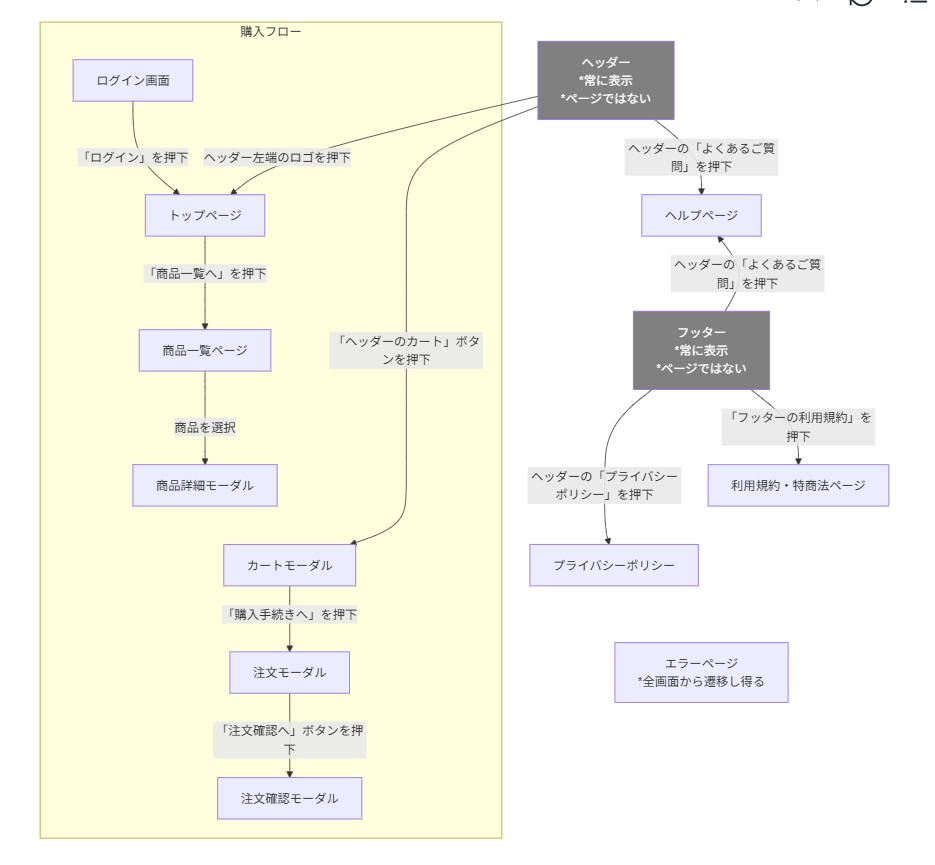 購入フロー
ログイン画面
「ログイン」を押下
ヘッダー左端のロゴを押下
トップページ
「商品一覧へ」を押下
商品一覧ページ
商品を選択
商品詳細モーダル
「ヘッダーのカート」ボタ
ンを押下
カートモーダル
「購入手続きへ」を押下
注文モーダル
「注文確認へ」ボタンを押
下
注文確認モーダル
ヘッダー
*常に表示
*ページではない
ヘッダーの「よくあるご質
問」を押下
ヘルプページ
ヘッダーの「よくあるご質
問」を押下
フッター
*常に表示
*ページではない
「フッターの利用規約」を
押下
利用規約・特商法ページ
ヘッダーの「プライバシー
ポリシー」を押下
プライバシーポリシー
エラーページ
*全画面から遷移し得る